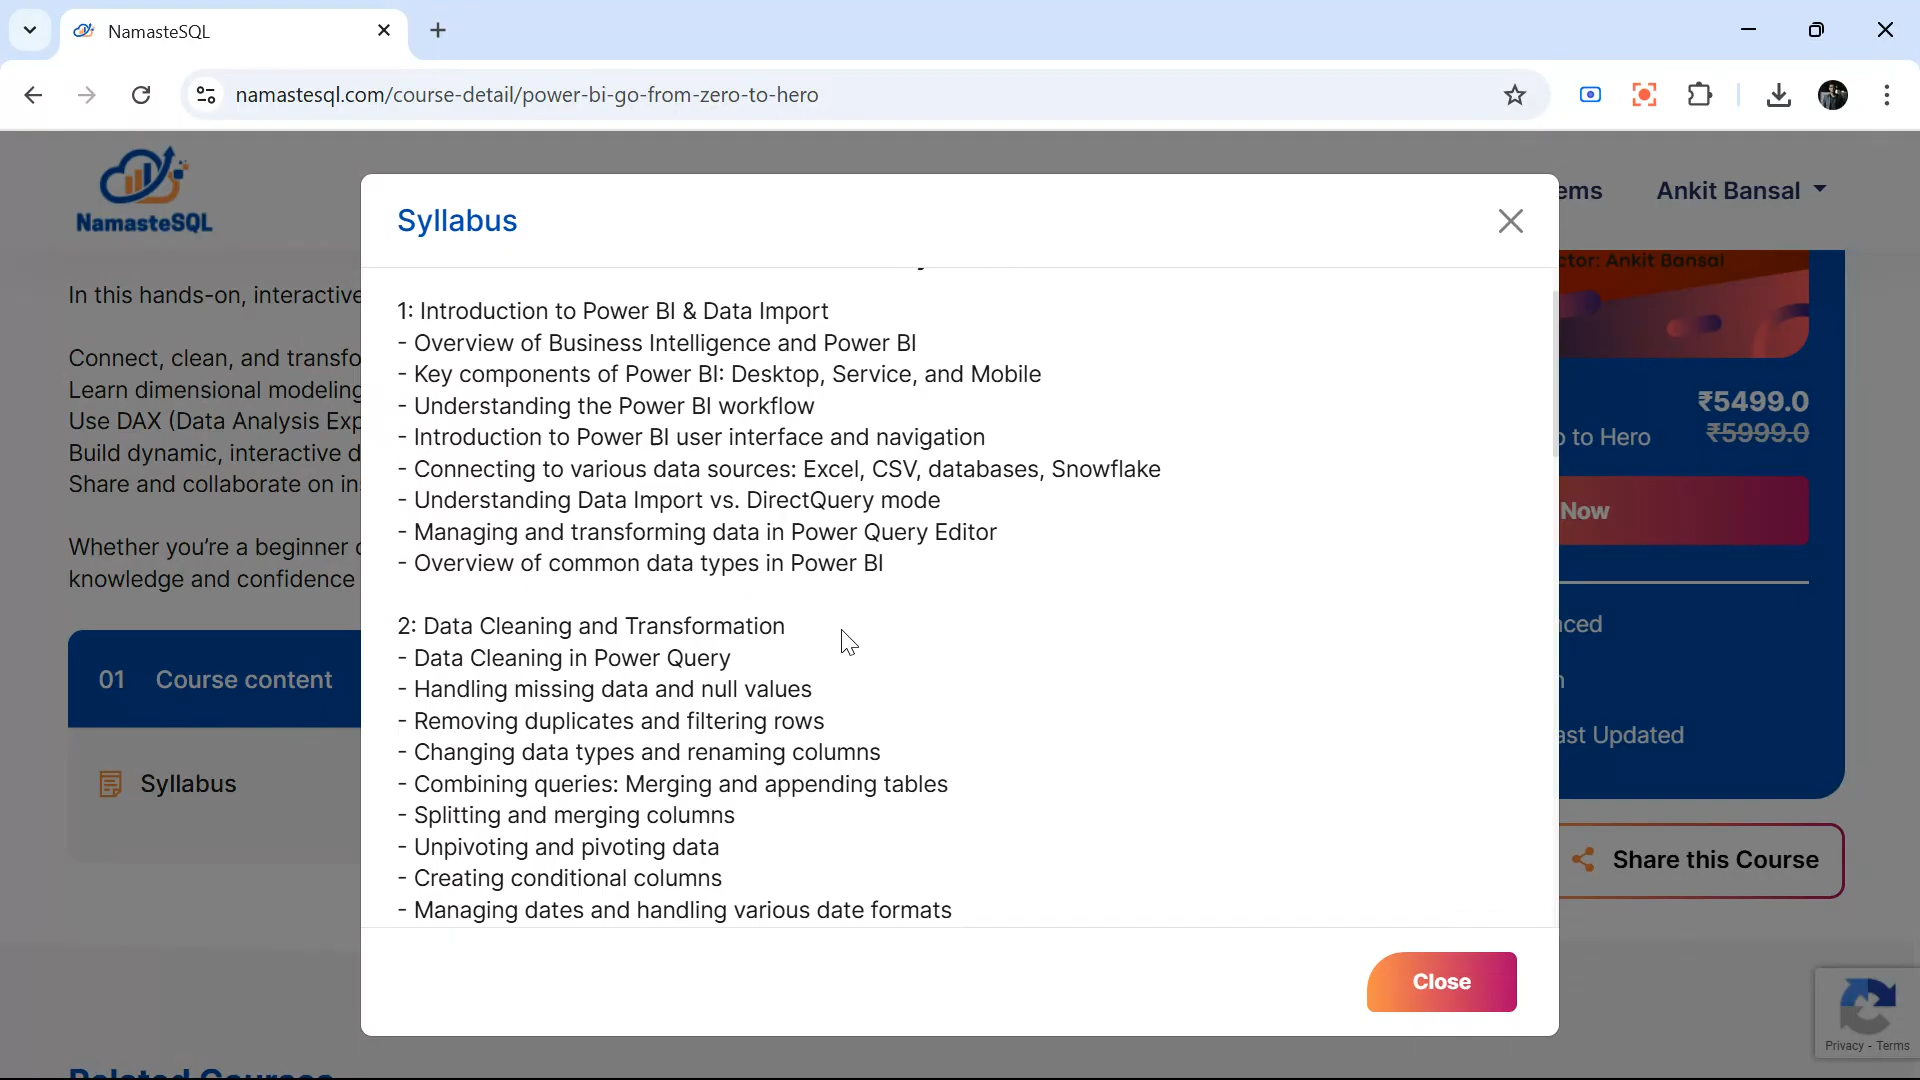 NamasteSQL
namastesql.com/course-detail/power-bi-go-from-zero-to-hero
NamasteSQL
ems
Ankit Bansal
Syllabus
In this hands-on, interactive
Connect, clean, and transfo
Learn dimensional modeling
Use DAX (Data Analysis Exp
Build dynamic, interactive d
Share and collaborate on in
Whether you're a beginner
knowledge and confidence
01 Course content
Syllabus
1: Introduction to Power BI & Data Import
- Overview of Business Intelligence and Power BI
- Key components of Power BI: Desktop, Service, and Mobile
- Understanding the Power BI workflow
- Introduction to Power BI user interface and navigation
- Connecting to various data sources: Excel, CSV, databases, Snowflake
- Understanding Data Import vs. DirectQuery mode
- Managing and transforming data in Power Query Editor
- Overview of common data types in Power BI
2: Data Cleaning and Transformation
- Data Cleaning in Power Query
- Handling missing data and null values
- Removing duplicates and filtering rows
- Changing data types and renaming columns
- Combining queries: Merging and appending tables
- Splitting and merging columns
- Unpivoting and pivoting data
- Creating conditional columns
- Managing dates and handling various date formats
Close
ctor: Ankit Bansal
₹5499.0
o to Hero ₹5999.0
Now
nced
n
ast Updated
Share this Course
Privacy - Terms